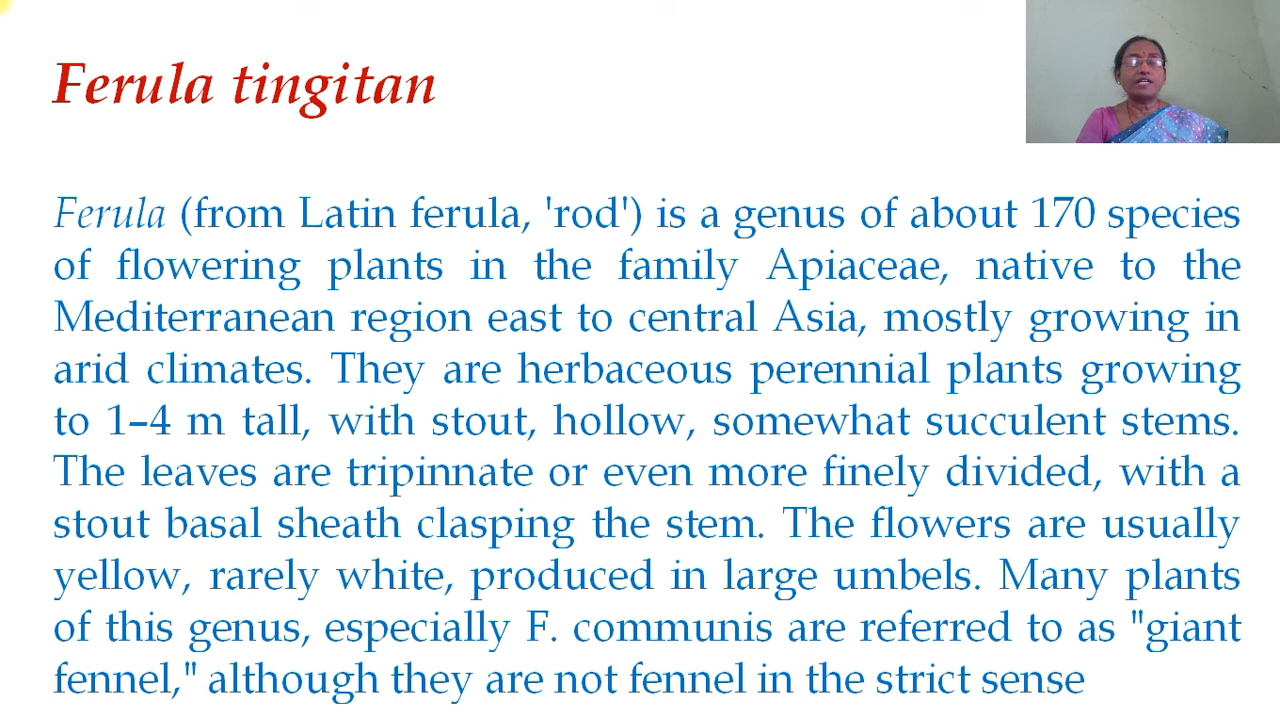 Ferula tingitan
Ferula (from Latin ferula, 'rod') is a genus of about 170 species
of flowering plants in the family Apiaceae, native to the
Mediterranean region east to central Asia, mostly growing in
arid climates. They are herbaceous perennial plants growing
to 1–4 m tall, with stout, hollow, somewhat succulent stems.
The leaves are tripinnate or even more finely divided, with a
stout basal sheath clasping the stem. The flowers are usually
yellow, rarely white, produced in large umbels. Many plants
of this genus, especially F. communis are referred to as "giant
fennel," although they are not fennel in the strict sense